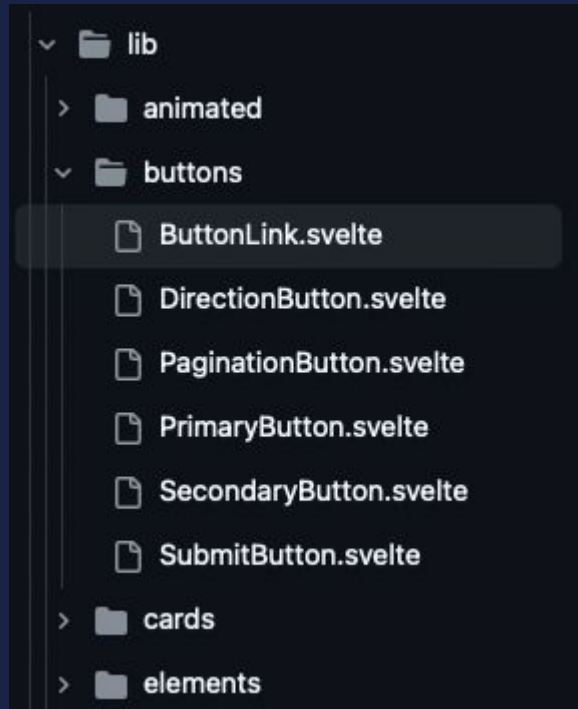 lib
animated
buttons
ButtonLink.svelte
DirectionButton.svelte
PaginationButton.svelte
PrimaryButton.svelte
SecondaryButton.svelte
SubmitButton.svelte
cards
elements